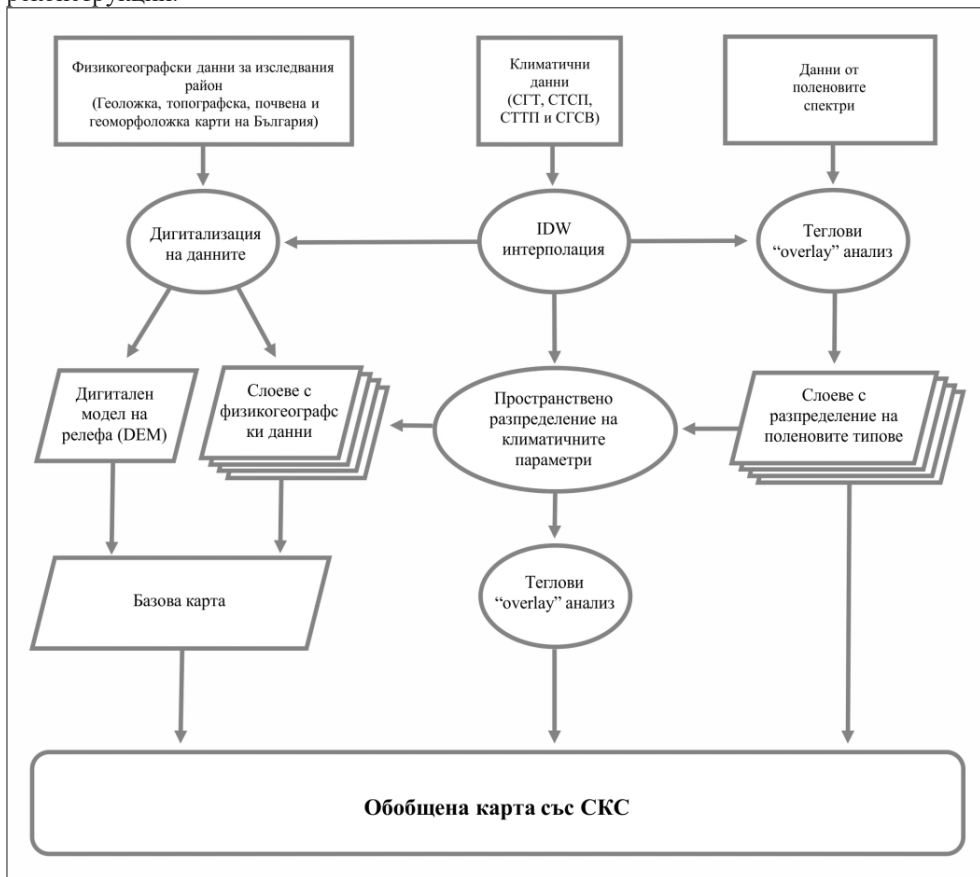 реконструкции.
Физикогеографски данни за изследвания
район
(Геоложка, топографска, почвена и
геоморфоложка карти на България)
Климатични
данни
(СГТ, СТСП,
СТТП и СГСВ)
Данни от
поленовите
спектри
Дигитализация
на данните
IDW
интерполация
Теглови
“overlay” анализ
Дигитален
модел на
релефа (DEM)
Слоеве с
физикогеографс
ки данни
Пространствено
разпределение на
климатичните
параметри
Слоеве с
разпределение на
поленовите типове
Базова карта
Теглови
“overlay” анализ
Обобщена карта със СКС